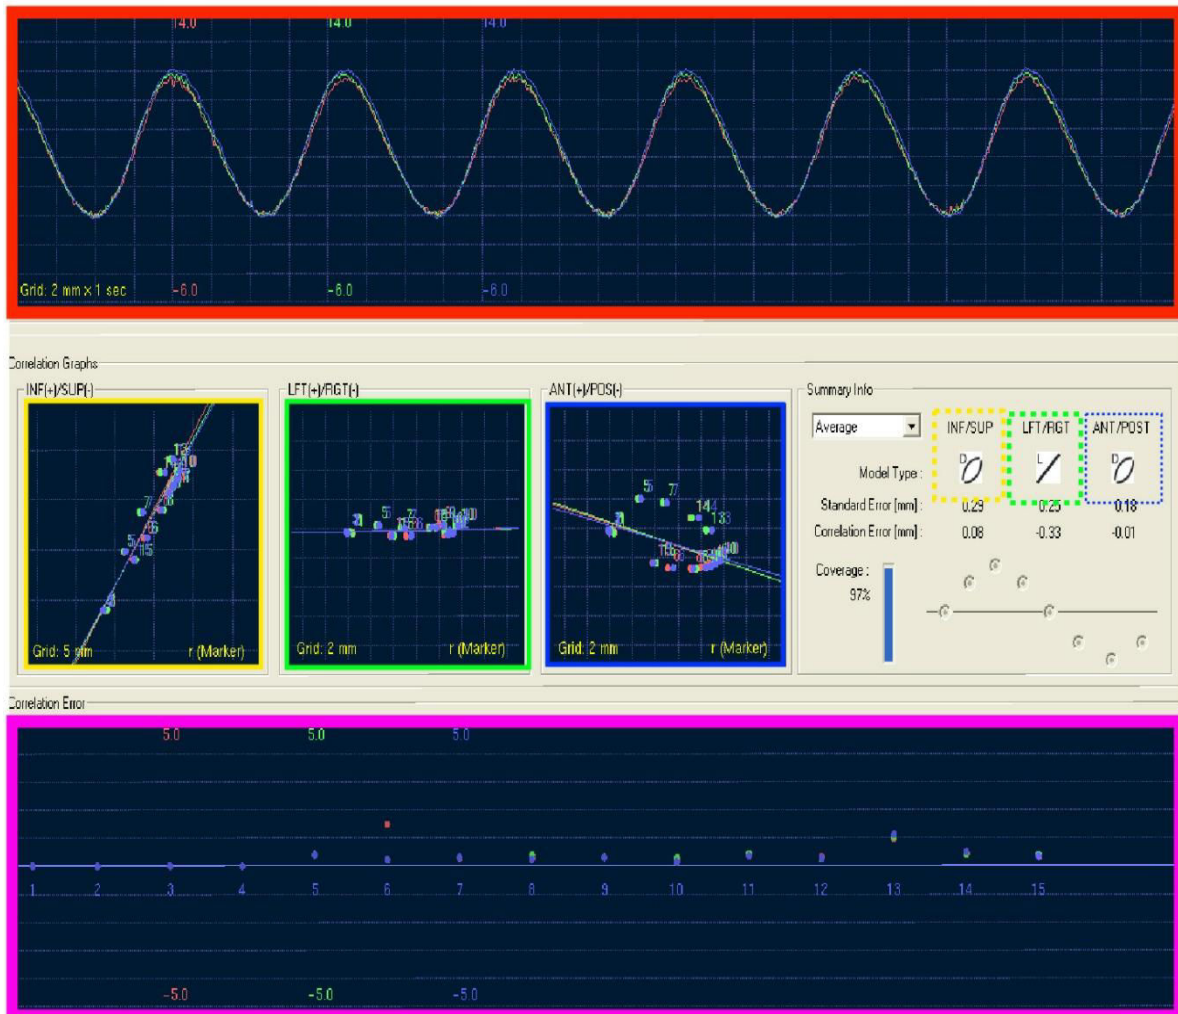 14.0 14.0 14.0
Grid: 2 mm x 1 sec -6.0 -6.0 -6.0
Correlation Graphs
INF(+)/SUP(-) LFT(+)/RGT(-) ANT(+)/POS(-) Summary Info
Average INF/SUP LFT/RGT ANT/POST
Model Type : D L D
Standard Error [mm] : 0.29 0.25 0.18
Correlation Error [mm] : 0.08 -0.33 -0.01
Coverage :
97%
Grid: 5 mm r (Marker) Grid: 2 mm r (Marker) Grid: 2 mm r (Marker)
Correlation Error
5.0 5.0 5.0
1 2 3 4 5 6 7 8 9 10 11 12 13 14 15
-5.0 -5.0 -5.0